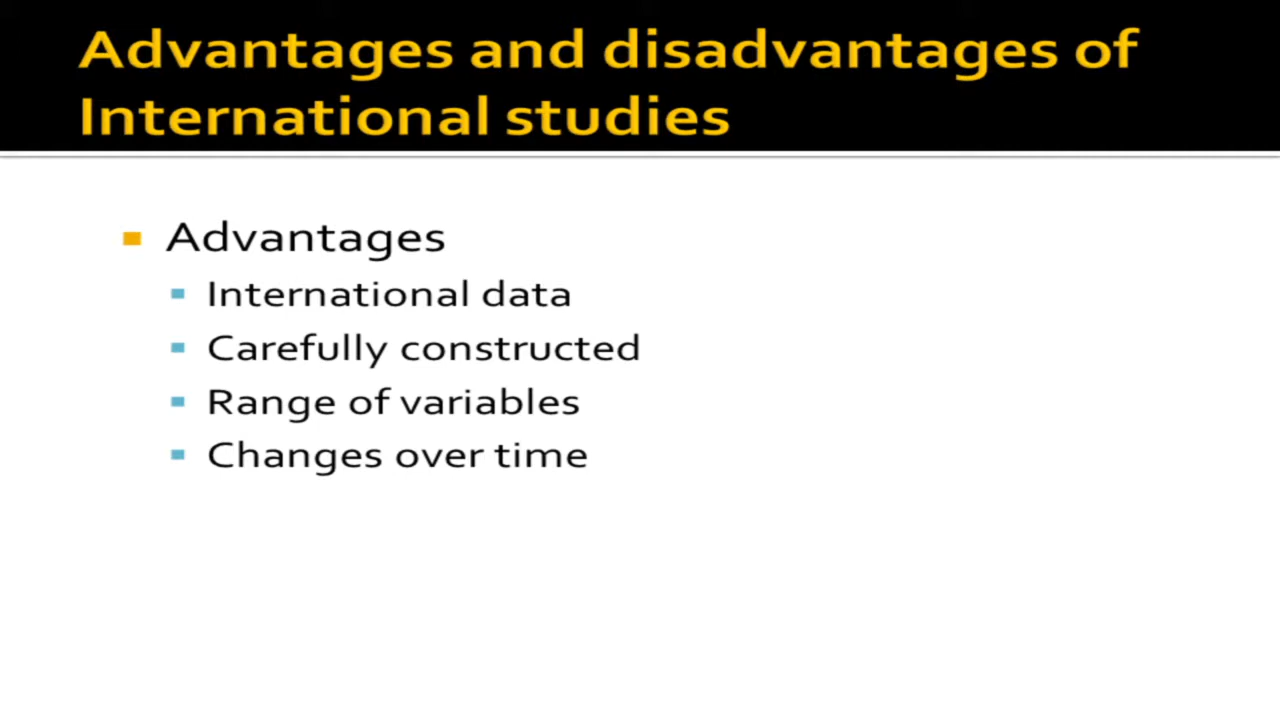 Advantages and disadvantages of
International studies
Advantages
International data
Carefully constructed
Range of variables
Changes over time